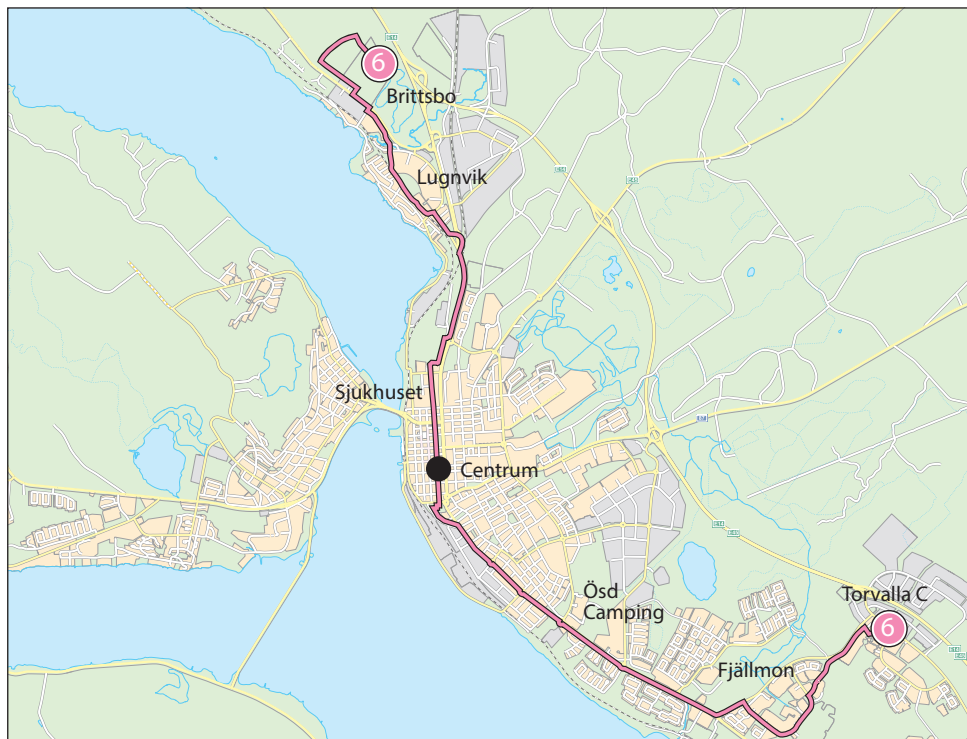 6
Brittsbo
Lugnvik
Sjukhuset
Centrum
Ösd
Camping
Torvalla C
6
Fjällmon